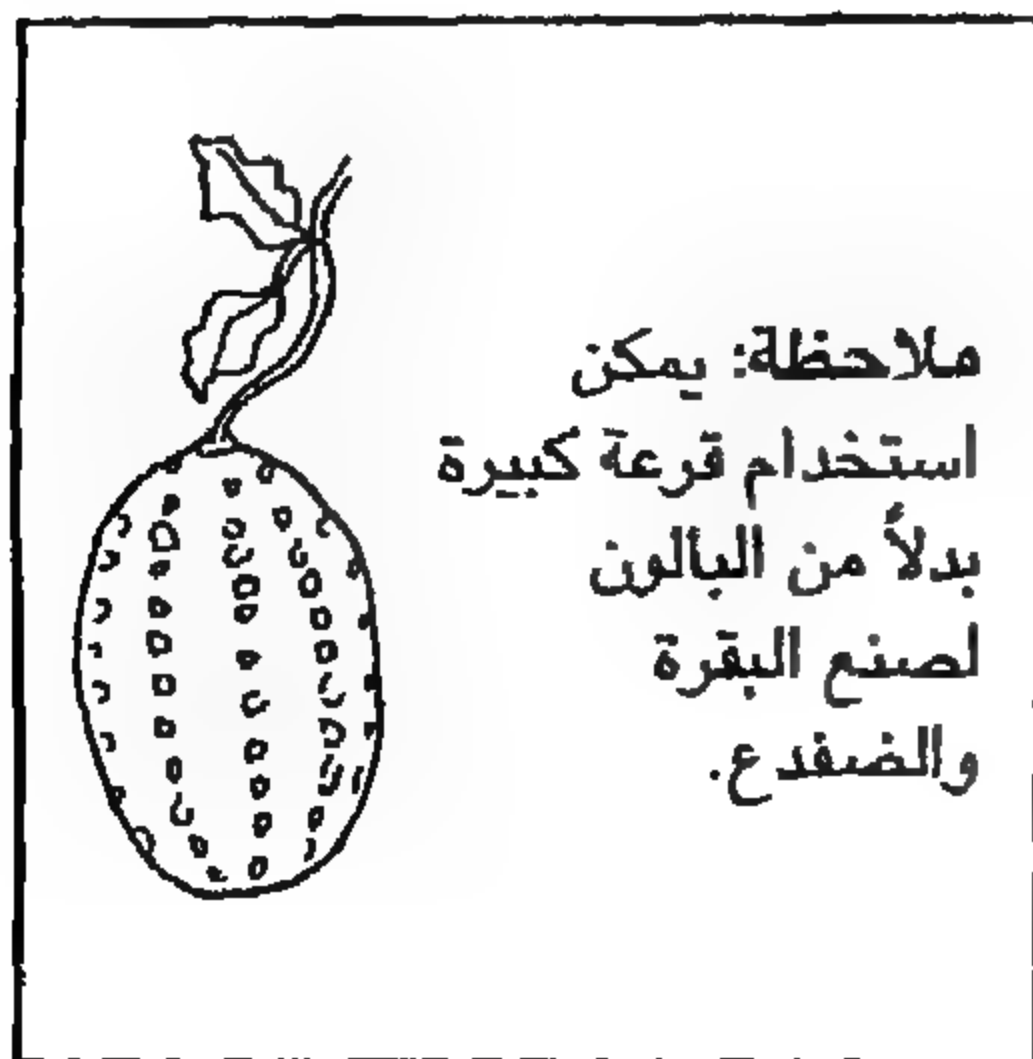 ملاحظة: يمكن
استخدام قرعة كبيرة
بدلاً من البالون
لصنع البقرة
والضفدع.